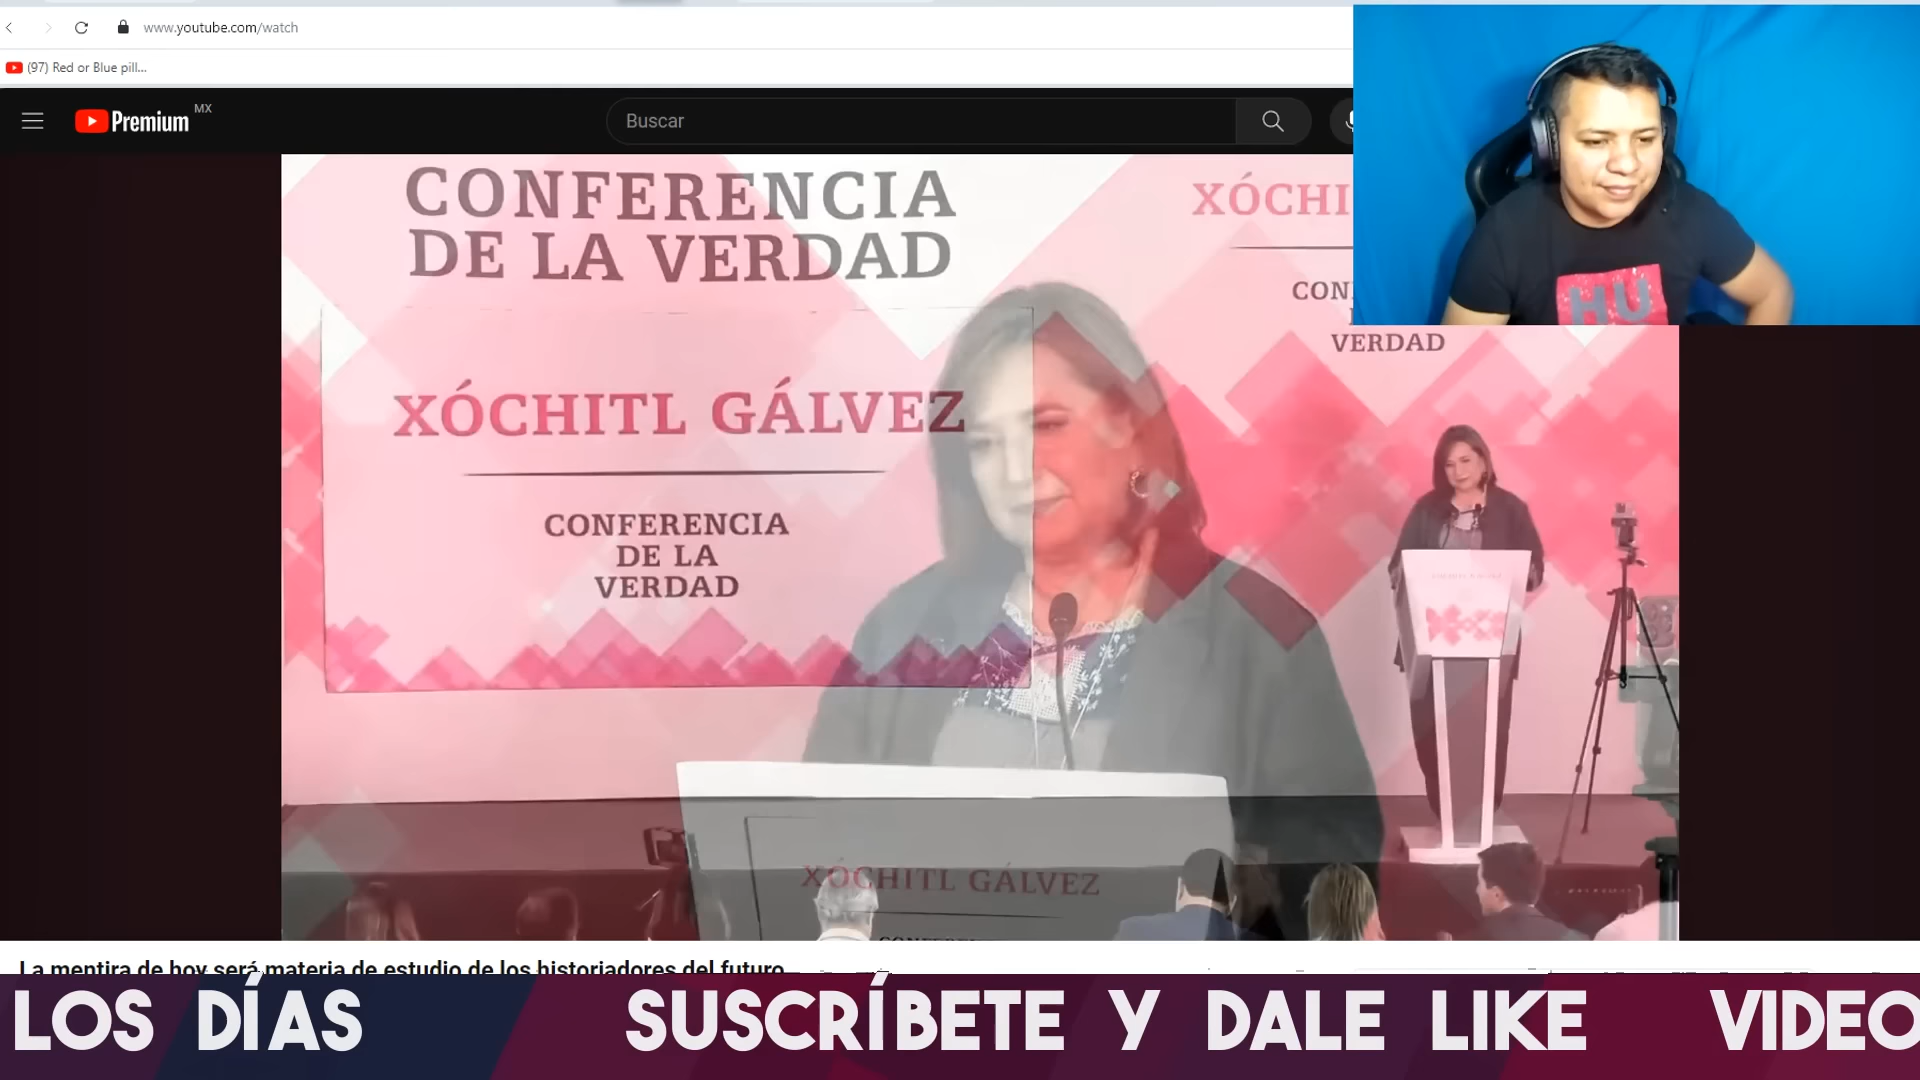 www.youtube.com/watch
(97) Red or Blue pill...
Premium MX
Buscar
CONFERENCIA
DE LA VERDAD
XÓCHI
CON
VERDAD
XÓCHITL GÁLVEZ
CONFERENCIA
DE LA
VERDAD
HU
XÓCHITL GÁLVEZ
La mentira de hoy será materia de estudio de los historiadores del futuro
LOS DÍAS SUSCRÍBETE Y DALE LIKE VIDEO